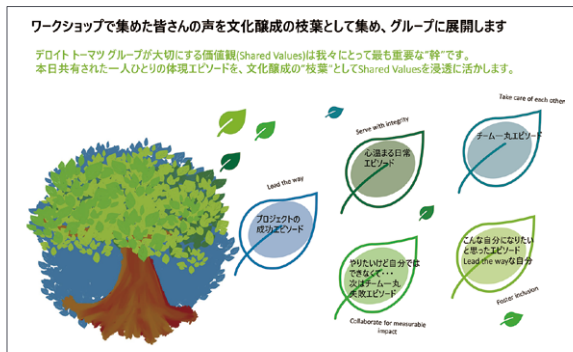 ワークショップで集めた皆さんの声を文化醸成の枝葉として集め、グループに展開します
デロイト トーマツ グループが大切にする価値観(Shared Values)は我々にとって最も重要な“幹”です。
本日共有された一人ひとりの体現エピソードを、文化醸成の“枝葉”としてShared Valuesを浸透に活かします。
Take care of each other
Serve with integrity
チーム一丸エピソード
心温まる日常
エピソード
Lead the way
プロジェクトの
成功エピソード
やりたいけど自分では
できなくて・・・
次はチーム一丸
失敗エピソード
こんな自分になりたい
と思ったエピソード
Lead the wayな自分
Foster inclusion
Collaborate for measurable
impact